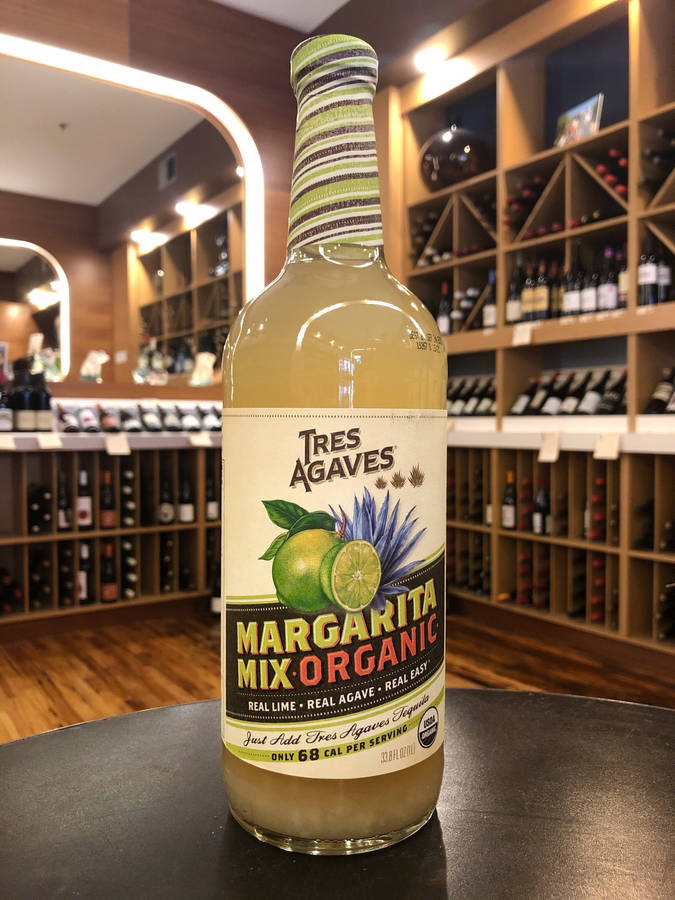 TRES
AGAVES®
MARGARITA
MIX•ORGANIC
REAL LIME • REAL AGAVE • REAL EASY
Just Add Tres Agaves Tequila
ONLY 68 CAL PER SERVING
USDA
ORGANIC
33.8 FL OZ (1L)